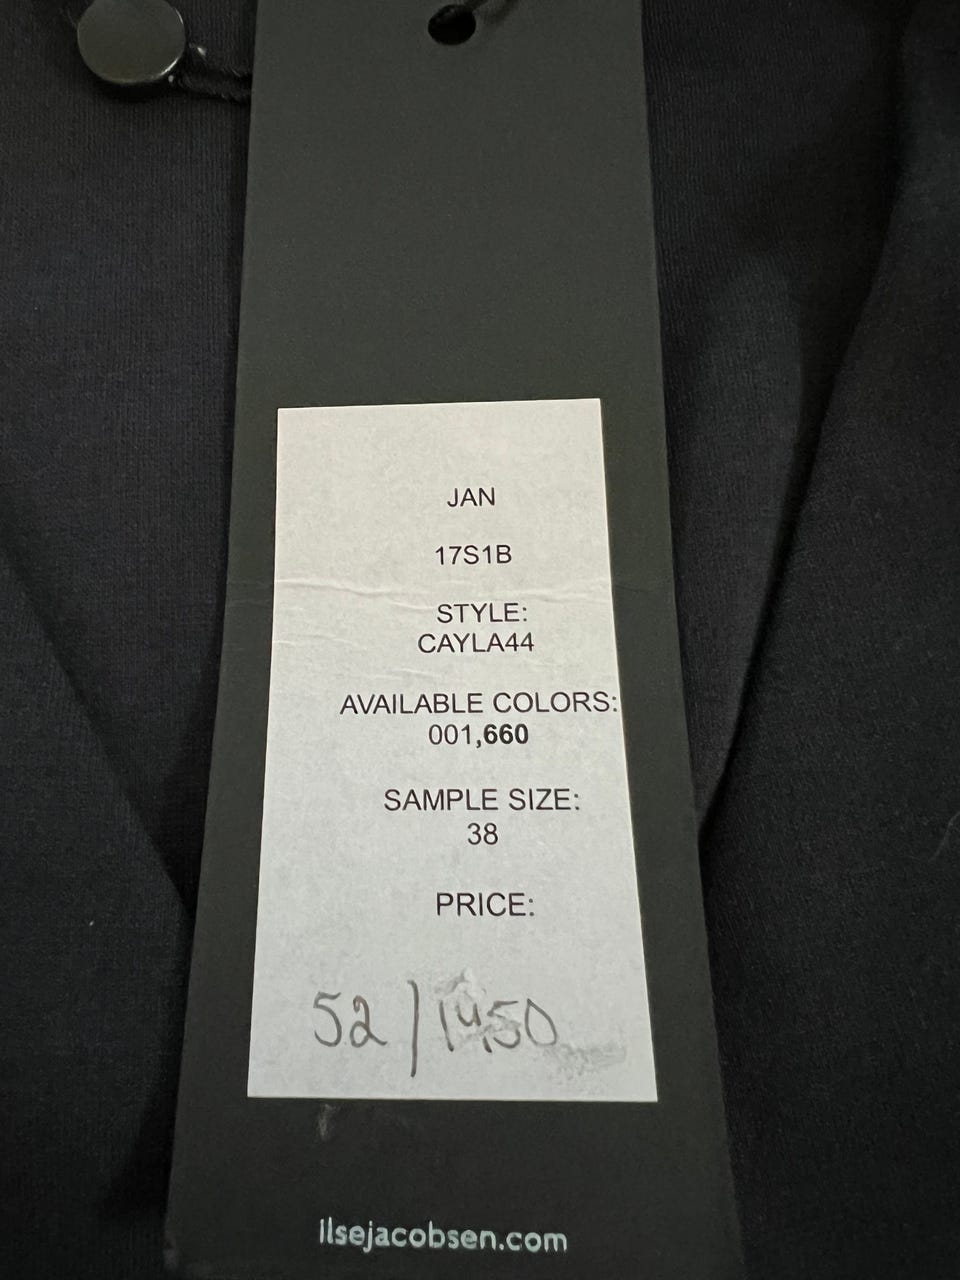 JAN
17S1B
STYLE:
CAYLA44
AVAILABLE COLORS:
001,660
SAMPLE SIZE:
38
PRICE:
52/1450
ilsejacobsen.com